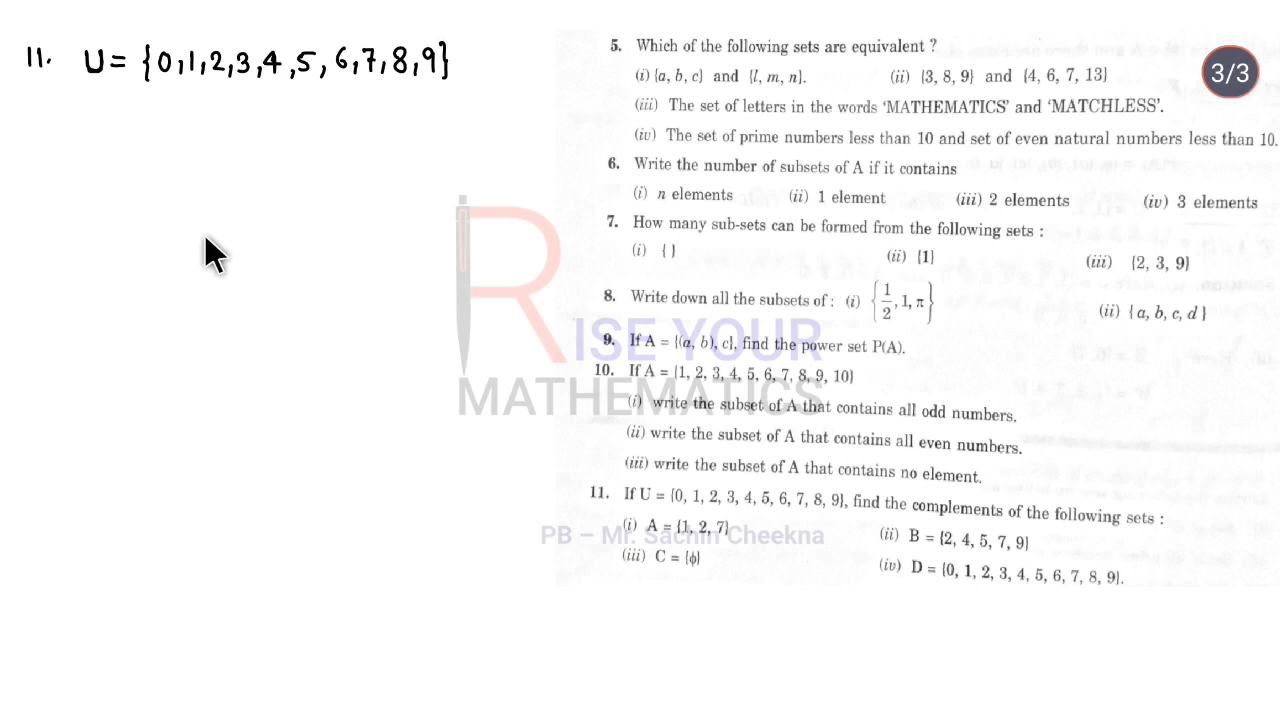 11. U = {0,1,2,3,4,5,6,7,8,9}
3/3
5. Which of the following sets are equivalent ?
(i) {a, b, c} and {l, m, n}. (ii) {3, 8, 9} and {4, 6, 7, 13}
(iii) The set of letters in the words 'MATHEMATICS' and 'MATCHLESS'.
(iv) The set of prime numbers less than 10 and set of even natural numbers less than 10.
6. Write the number of subsets of A if it contains
(i) n elements (ii) 1 element (iii) 2 elements (iv) 3 elements
7. How many sub-sets can be formed from the following sets :
(i) { } (ii) {1} (iii) {2, 3, 9}
8. Write down all the subsets of : (i) {1/2, 1, π} (ii) {a, b, c, d}
9. If A = {(a, b), c}, find the power set P(A).
10. If A = {1, 2, 3, 4, 5, 6, 7, 8, 9, 10}
(i) write the subset of A that contains all odd numbers.
(ii) write the subset of A that contains all even numbers.
(iii) write the subset of A that contains no element.
11. If U = {0, 1, 2, 3, 4, 5, 6, 7, 8, 9}, find the complements of the following sets :
(i) A = {1, 2, 7} (ii) B = {2, 4, 5, 7, 9}
(iii) C = {ϕ} (iv) D = {0, 1, 2, 3, 4, 5, 6, 7, 8, 9}.
RISE YOUR
MATHEMATICS
PB – Mr. Sachin Cheekna